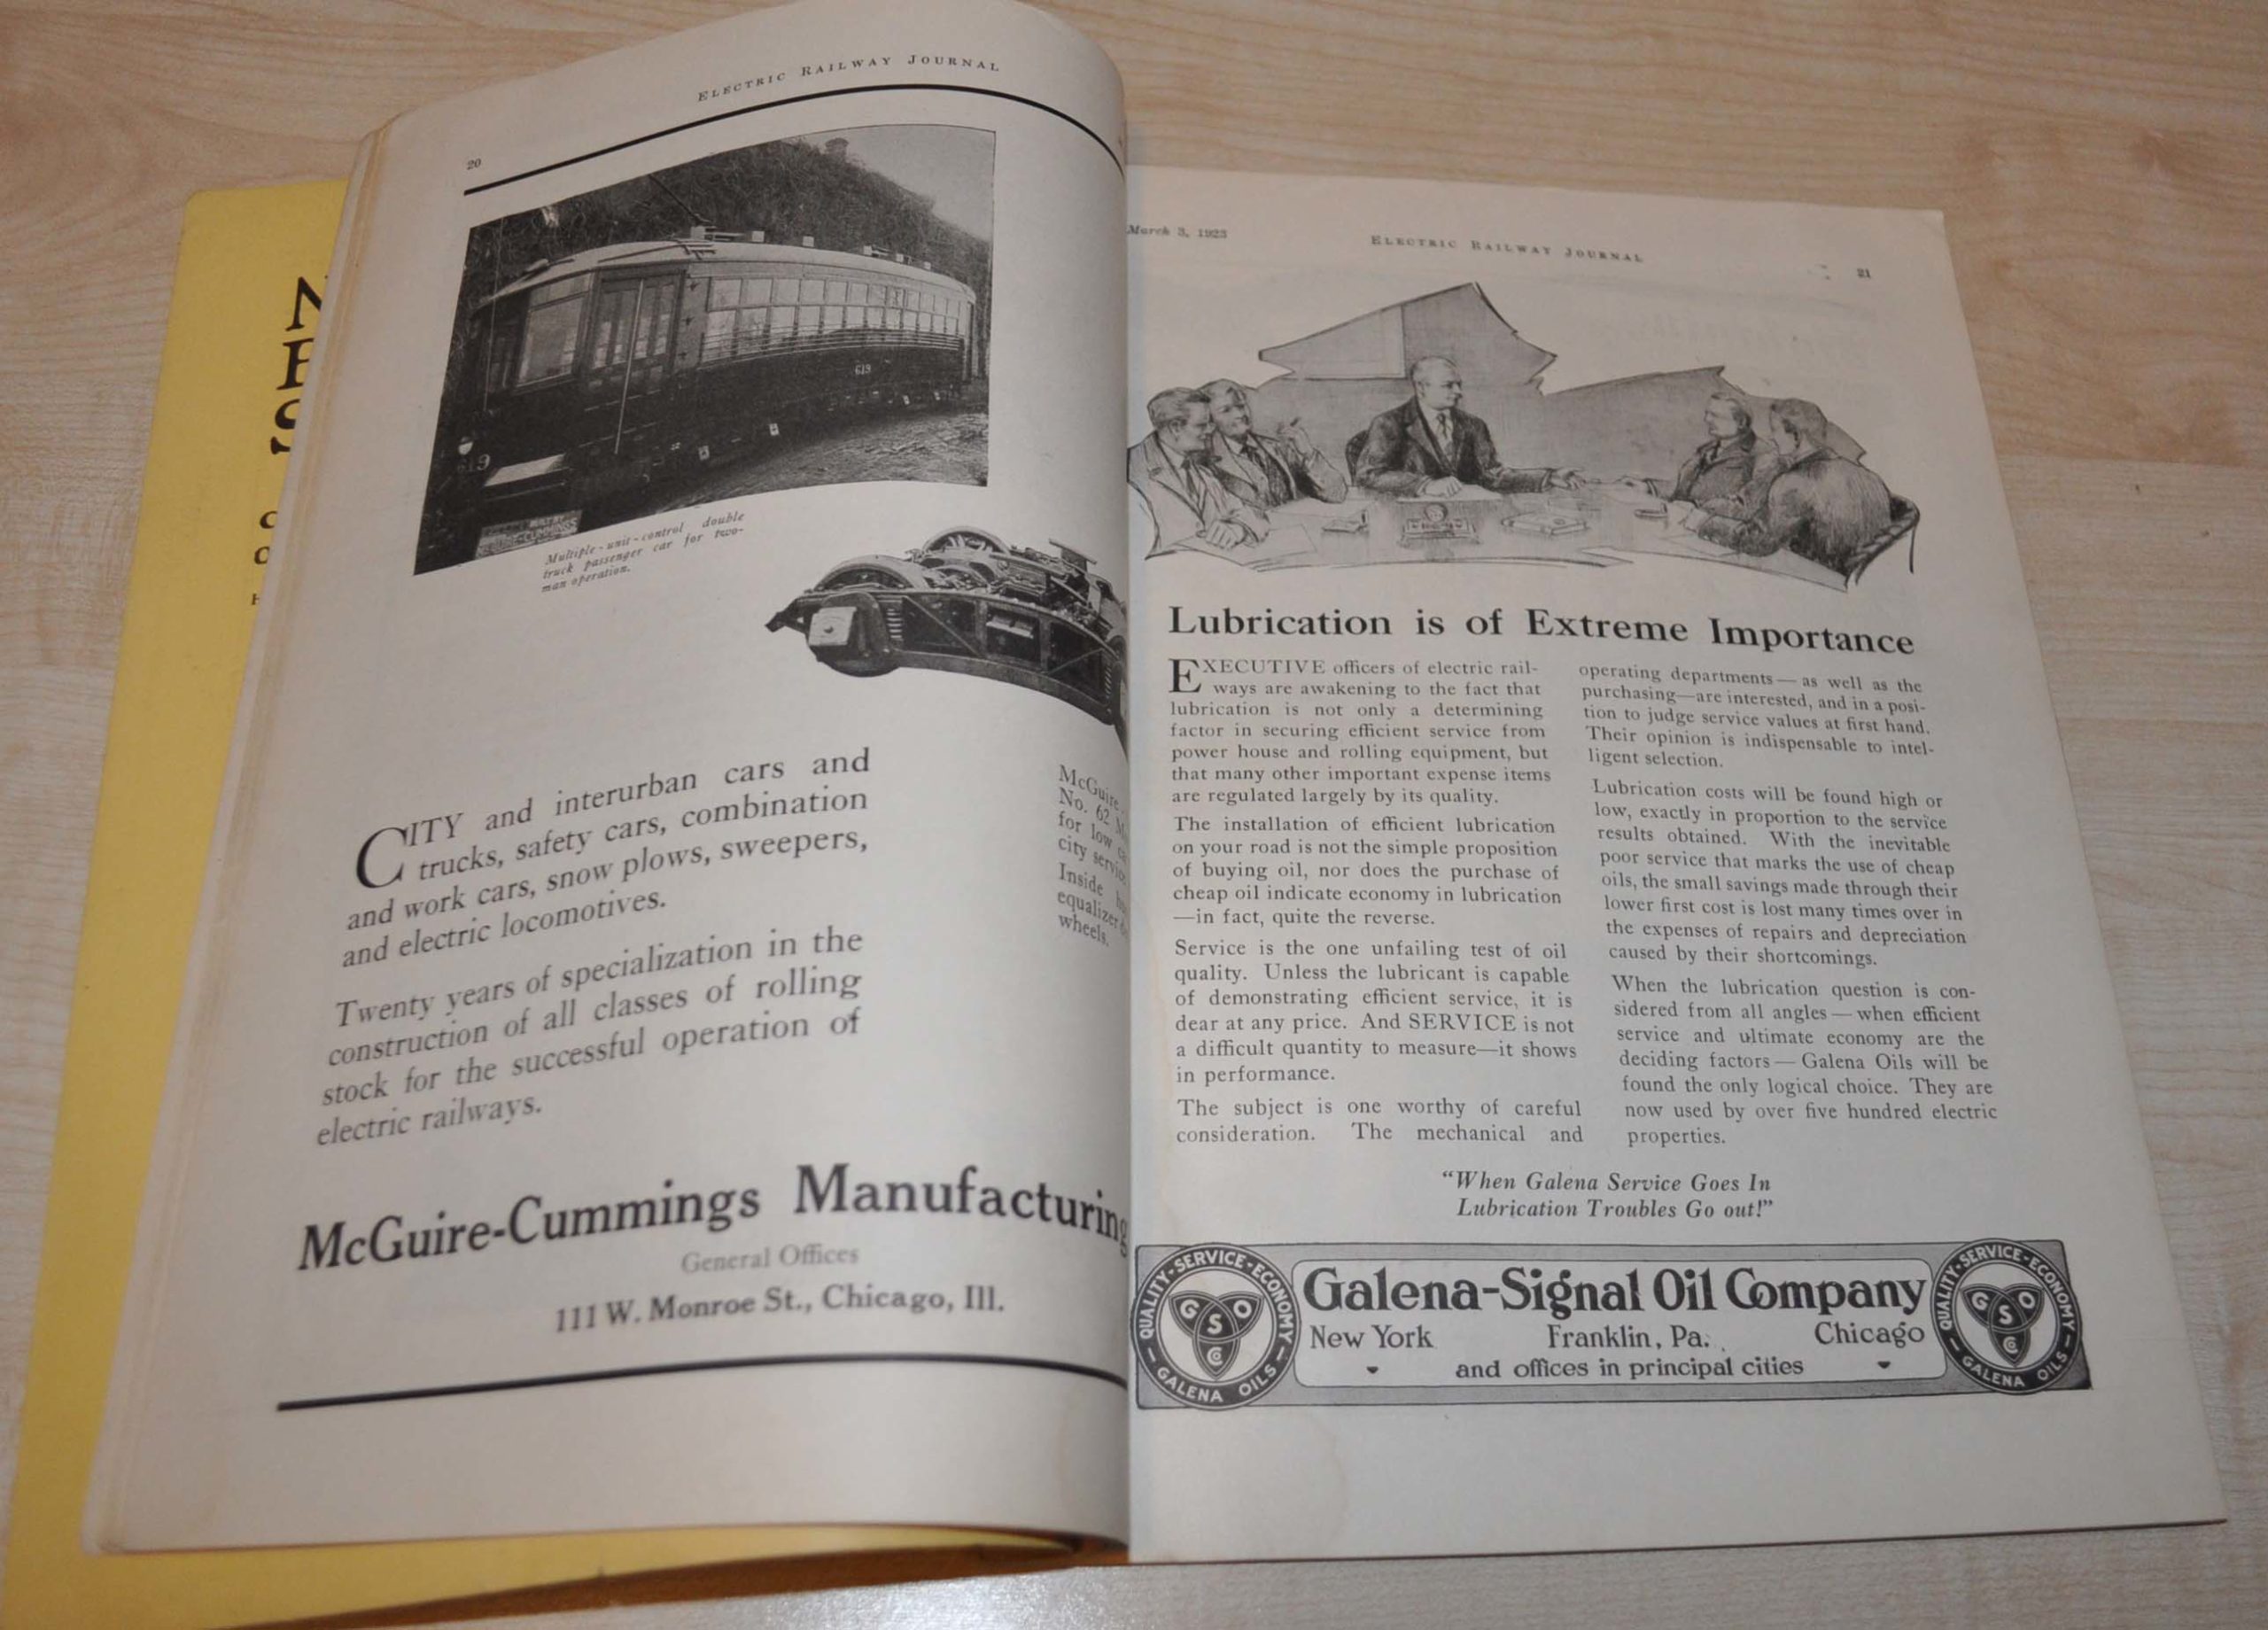 N
E
S
C
O
H
ELECTRIC RAILWAY JOURNAL
20
619
619
Multiple-unit-control double
truck passenger car for two-
man operation.
CITY and interurban cars and
trucks, safety cars, combination
and work cars, snow plows, sweepers,
and electric locomotives.
Twenty years of specialization in the
construction of all classes of rolling
stock for the successful operation of
electric railways.
McGuire-
No. 62
for low
city service
Inside
equalizer
wheels.
McGuire-Cummings Manufacturing
General Offices
111 W. Monroe St., Chicago, Ill.
March 3, 1923
ELECTRIC RAILWAY JOURNAL
21
Lubrication is of Extreme Importance
EXECUTIVE officers of electric rail-
ways are awakening to the fact that
lubrication is not only a determining
factor in securing efficient service from
power house and rolling equipment, but
that many other important expense items
are regulated largely by its quality.
The installation of efficient lubrication
on your road is not the simple proposition
of buying oil, nor does the purchase of
cheap oil indicate economy in lubrication
—in fact, quite the reverse.
Service is the one unfailing test of oil
quality. Unless the lubricant is capable
of demonstrating efficient service, it is
dear at any price. And SERVICE is not
a difficult quantity to measure—it shows
in performance.
The subject is one worthy of careful
consideration. The mechanical and
operating departments — as well as the
purchasing—are interested, and in a posi-
tion to judge service values at first hand.
Their opinion is indispensable to intel-
ligent selection.
Lubrication costs will be found high or
low, exactly in proportion to the service
results obtained. With the inevitable
poor service that marks the use of cheap
oils, the small savings made through their
lower first cost is lost many times over in
the expenses of repairs and depreciation
caused by their shortcomings.
When the lubrication question is con-
sidered from all angles — when efficient
service and ultimate economy are the
deciding factors — Galena Oils will be
found the only logical choice. They are
now used by over five hundred electric
properties.
"When Galena Service Goes In
Lubrication Troubles Go out!"
QUALITY-SERVICE-ECONOMY
G S O C
— GALENA OILS —
Galena-Signal Oil Company
New York Franklin, Pa. Chicago
and offices in principal cities
QUALITY-SERVICE-ECONOMY
G S O C
— GALENA OILS —